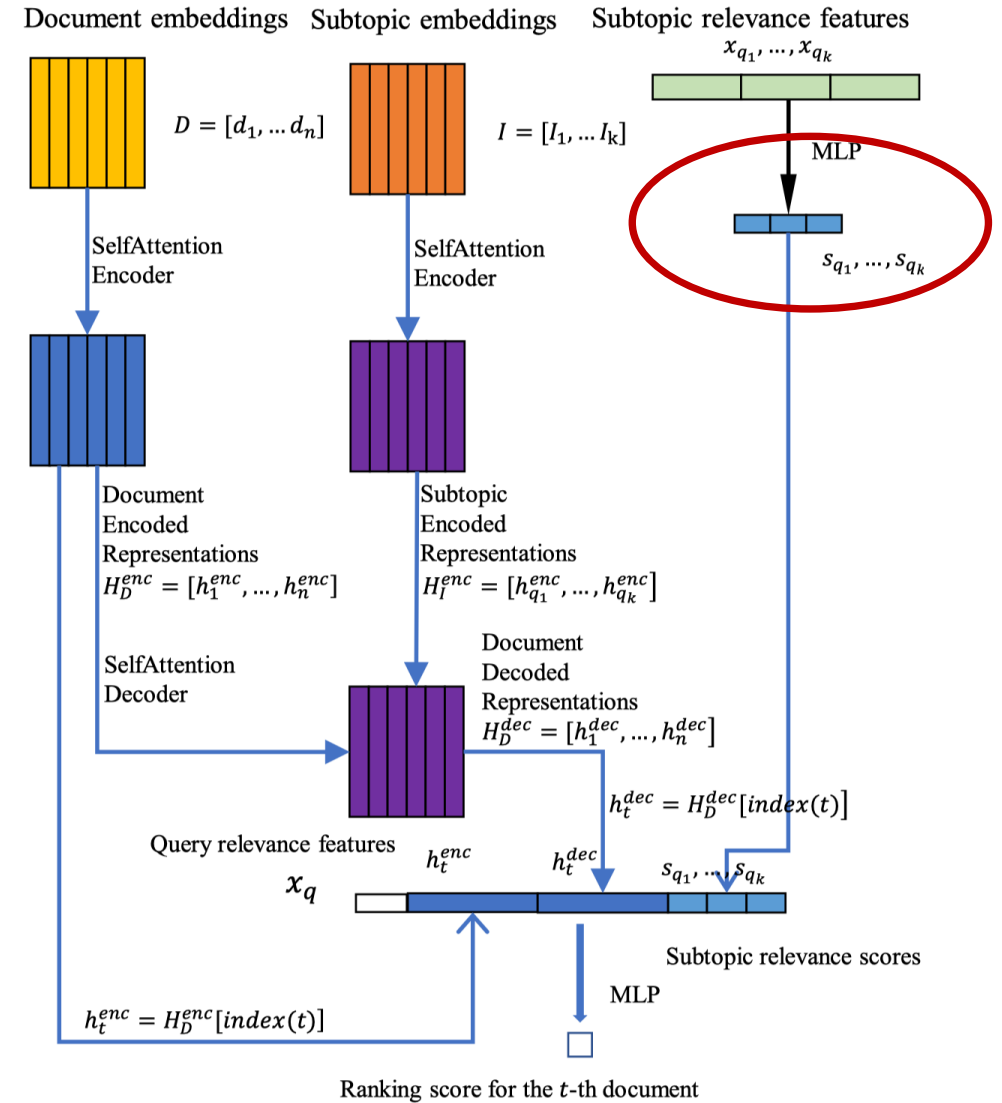 Document embeddings
Subtopic embeddings
Subtopic relevance features
x_{q_1}, ..., x_{q_k}
D = [d_1, ... d_n]
I = [I_1, ... I_k]
MLP
SelfAttention
Encoder
SelfAttention
Encoder
s_{q_1}, ..., s_{q_k}
Document
Encoded
Representations
H_D^{enc} = [h_1^{enc}, ..., h_n^{enc}]
Subtopic
Encoded
Representations
H_I^{enc} = [h_{q_1}^{enc}, ..., h_{q_k}^{enc}]
SelfAttention
Decoder
Document
Decoded
Representations
H_D^{dec} = [h_1^{dec}, ..., h_n^{dec}]
h_t^{dec} = H_D^{dec}[index(t)]
Query relevance features
x_q
h_t^{enc}
h_t^{dec}
s_{q_1}, ..., s_{q_k}
Subtopic relevance scores
MLP
h_t^{enc} = H_D^{enc}[index(t)]
Ranking score for the t-th document